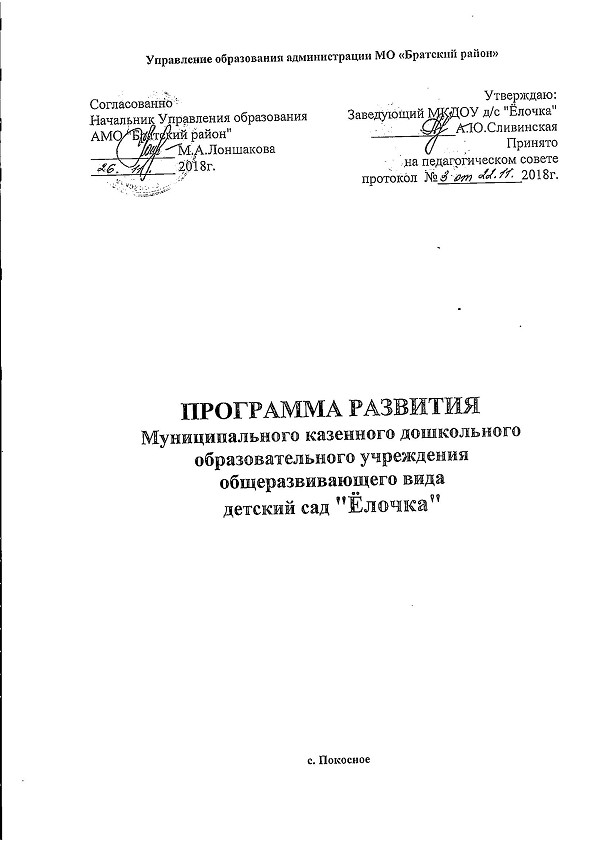 Управление образования администрации МО «Братский район»
Согласованно
Начальник Управления образования
АМО "Братский район"
____________ М.А.Лоншакова
26. 11. 2018г.
Утверждаю:
Заведующий МКДОУ д/с "Ёлочка"
____________ А.Ю.Сливинская
Принято
на педагогическом совете
протокол №3 от 22.11.2018г.
ПРОГРАММА РАЗВИТИЯ
Муниципального казенного дошкольного
образовательного учреждения
общеразвивающего вида
детский сад "Ёлочка"
с. Покосное